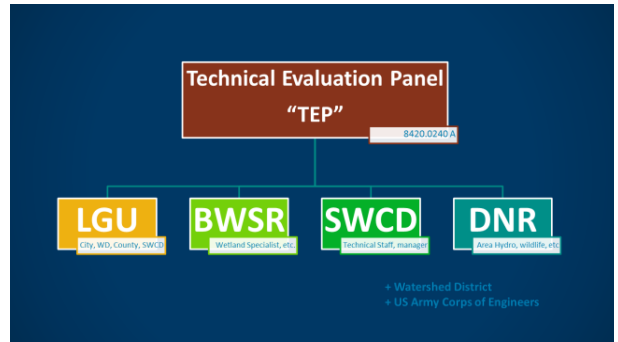 Technical Evaluation Panel
“TEP”
8420.0240 A
LGU
City, WD, County, SWCD
BWSR
Wetland Specialist, etc.
SWCD
Technical Staff, manager
DNR
Area Hydro, wildlife, etc
+ Watershed District
+ US Army Corps of Engineers